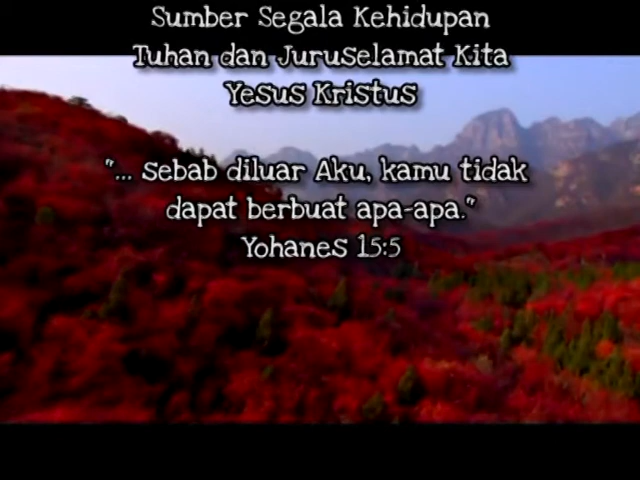 Sumber Segala Kehidupan
Tuhan dan Juruselamat Kita
Yesus Kristus
"... sebab diluar Aku, kamu tidak
dapat berbuat apa-apa."
Yohanes 15:5